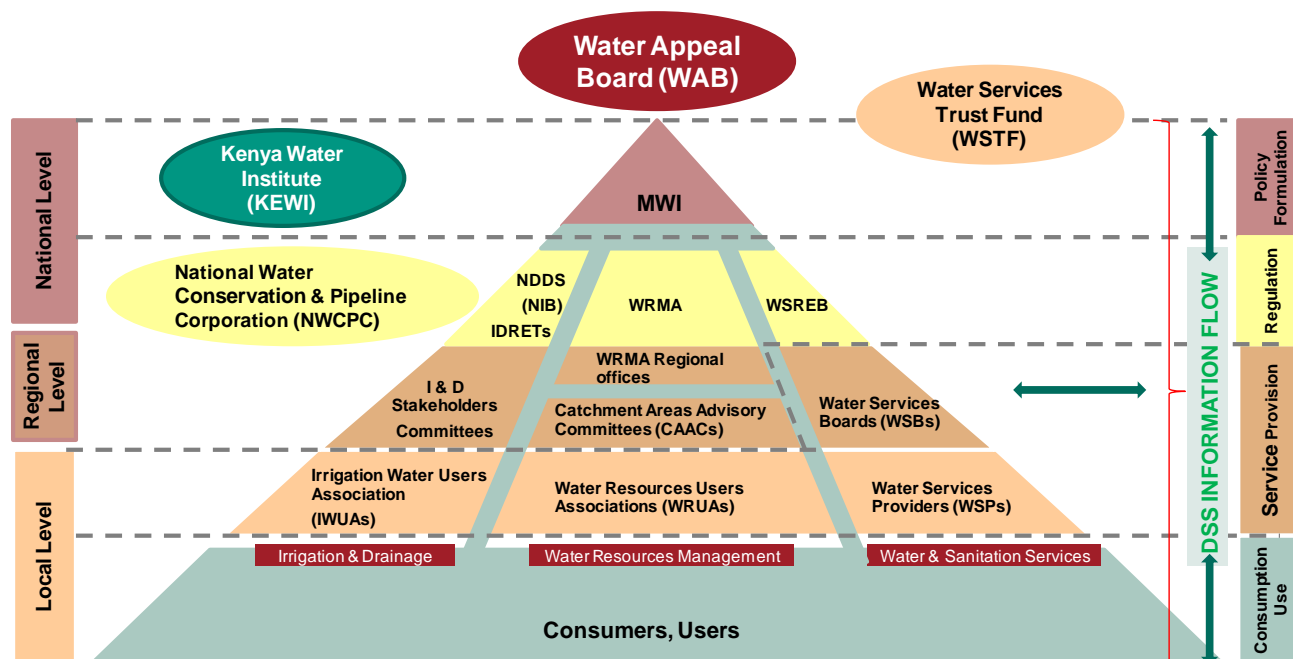 Water Appeal
Board (WAB)
Water Services
Trust Fund
(WSTF)
Kenya Water
Institute
(KEWI)
National Water
Conservation & Pipeline
Corporation (NWCPC)
National Level
Regional
Level
Local Level
MWI
NDDS
(NIB)
IDRETs
WRMA
WSREB
I & D
Stakeholders
Committees
WRMA Regional
offices
Catchment Areas Advisory
Committees (CAACs)
Water Services
Boards (WSBs)
Irrigation Water Users
Association
(IWUAs)
Water Resources Users
Associations (WRUAs)
Water Services
Providers (WSPs)
Irrigation & Drainage
Water Resources Management
Water & Sanitation Services
Consumers, Users
DSS INFORMATION FLOW
Policy
Formulation
Regulation
Service Provision
Consumption
Use